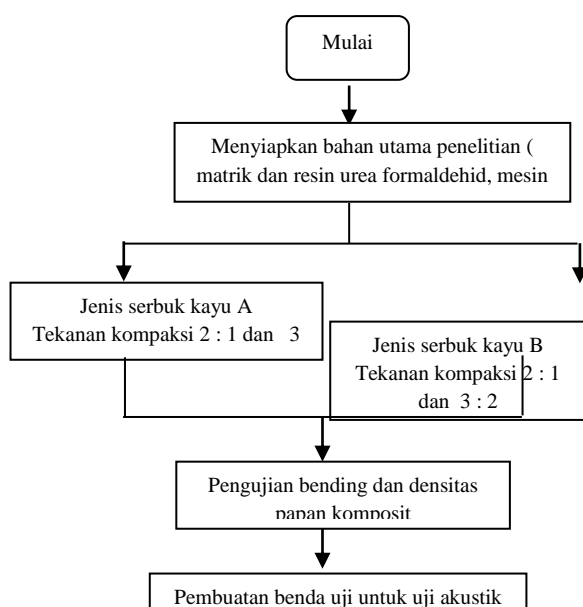 Mulai
Menyiapkan bahan utama penelitian (
matrik dan resin urea formaldehid, mesin
Jenis serbuk kayu A
Tekanan kompaksi 2 : 1 dan 3
Jenis serbuk kayu B
Tekanan kompaksi 2 : 1
dan 3 : 2
Pengujian bending dan densitas
papan komposit
Pembuatan benda uji untuk uji akustik